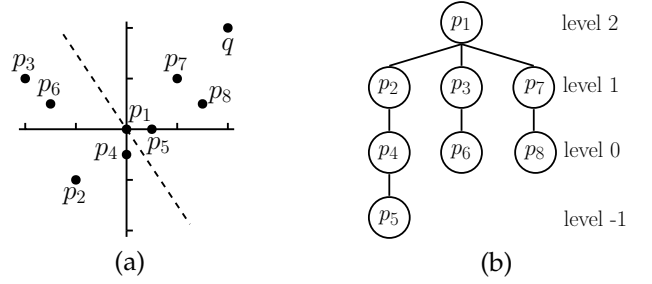 q
p₃
p₆
p₇
p₈
p₁
p₄
p₅
p₂
(a)
p₁ level 2
p₂ p₃ p₇ level 1
p₄ p₆ p₈ level 0
p₅ level -1
(b)